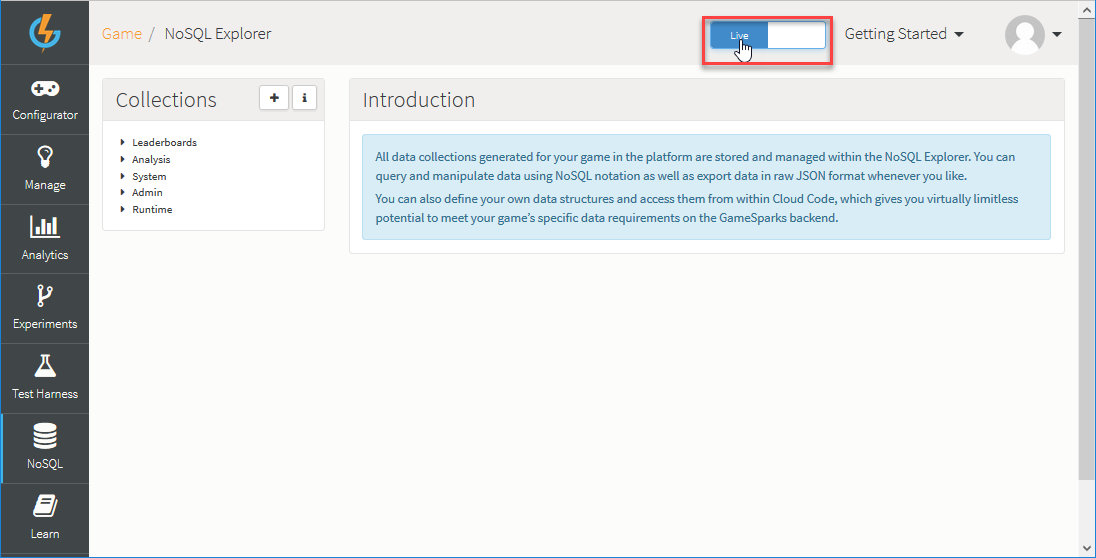 Game / NoSQL Explorer
Live
Getting Started
Configurator
Manage
Analytics
Experiments
Test Harness
NoSQL
Learn
Collections
Leaderboards
Analysis
System
Admin
Runtime
Introduction
All data collections generated for your game in the platform are stored and managed within the NoSQL Explorer. You can
query and manipulate data using NoSQL notation as well as export data in raw JSON format whenever you like.
You can also define your own data structures and access them from within Cloud Code, which gives you virtually limitless
potential to meet your game's specific data requirements on the GameSparks backend.